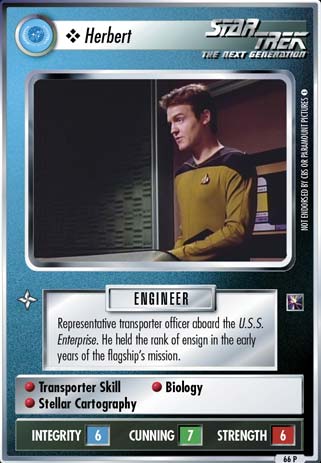 ❖ Herbert
STAR TREK
THE NEXT GENERATION
NOT ENDORSED BY CBS OR PARAMOUNT PICTURES
ENGINEER
Representative transporter officer aboard the U.S.S.
Enterprise. He held the rank of ensign in the early
years of the flagship's mission.
Transporter Skill
Biology
Stellar Cartography
INTEGRITY 6 CUNNING 7 STRENGTH 6
66 P